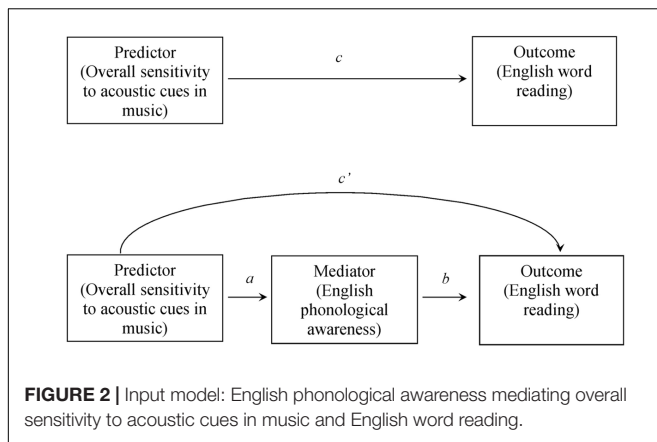 c
Predictor
(Overall sensitivity
to acoustic cues in
music)
Outcome
(English word
reading)
c'
Predictor
(Overall sensitivity
to acoustic cues in
music)
a
Mediator
(English
phonological
awareness)
b
Outcome
(English word
reading)
FIGURE 2 | Input model: English phonological awareness mediating overall
sensitivity to acoustic cues in music and English word reading.